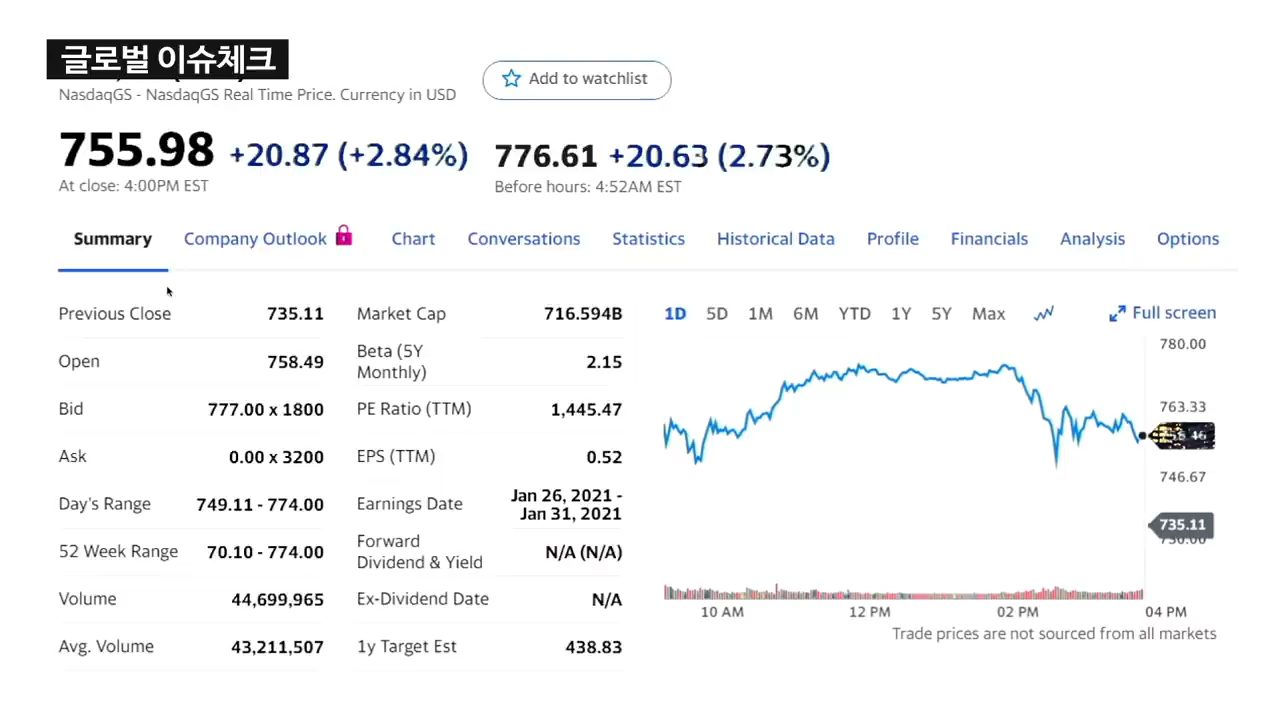 글로벌 이슈체크
NasdaqGS - NasdaqGS Real Time Price. Currency in USD
Add to watchlist
755.98 +20.87 (+2.84%)
At close: 4:00PM EST
776.61 +20.63 (2.73%)
Before hours: 4:52AM EST
Summary Company Outlook Chart Conversations Statistics Historical Data Profile Financials Analysis Options
Previous Close 735.11
Open 758.49
Bid 777.00 x 1800
Ask 0.00 x 3200
Day's Range 749.11 - 774.00
52 Week Range 70.10 - 774.00
Volume 44,699,965
Avg. Volume 43,211,507
Market Cap 716.594B
Beta (5Y
Monthly) 2.15
PE Ratio (TTM) 1,445.47
EPS (TTM) 0.52
Earnings Date Jan 26, 2021 -
Jan 31, 2021
Forward
Dividend & Yield N/A (N/A)
Ex-Dividend Date N/A
1y Target Est 438.83
1D 5D 1M 6M YTD 1Y 5Y Max Full screen
780.00
763.33
746.67
735.11
730.00
10 AM 12 PM 02 PM 04 PM
Trade prices are not sourced from all markets